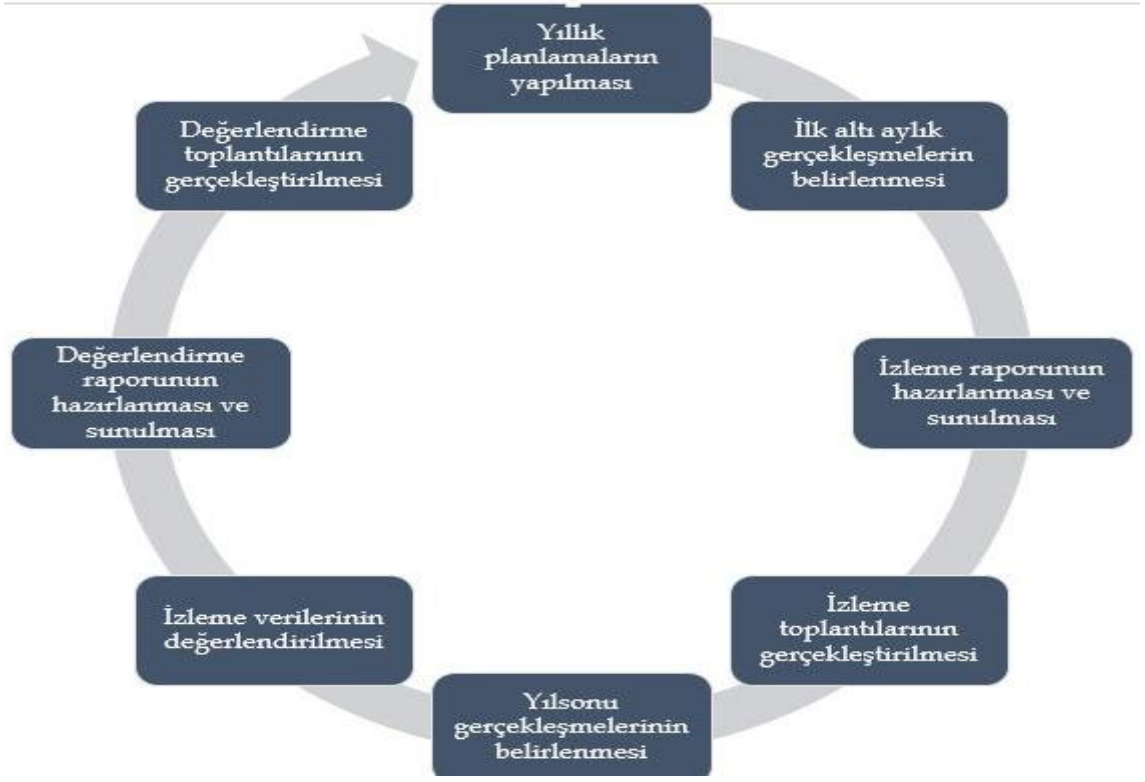 Yıllık
planlamaların
yapılması
İlk altı aylık
gerçekleşmelerin
belirlenmesi
İzleme raporunun
hazırlanması ve
sunulması
İzleme
toplantılarının
gerçekleştirilmesi
Yılsonu
gerçekleşmelerinin
belirlenmesi
İzleme verilerinin
değerlendirilmesi
Değerlendirme
raporunun
hazırlanması ve
sunulması
Değerlendirme
toplantılarının
gerçekleştirilmesi